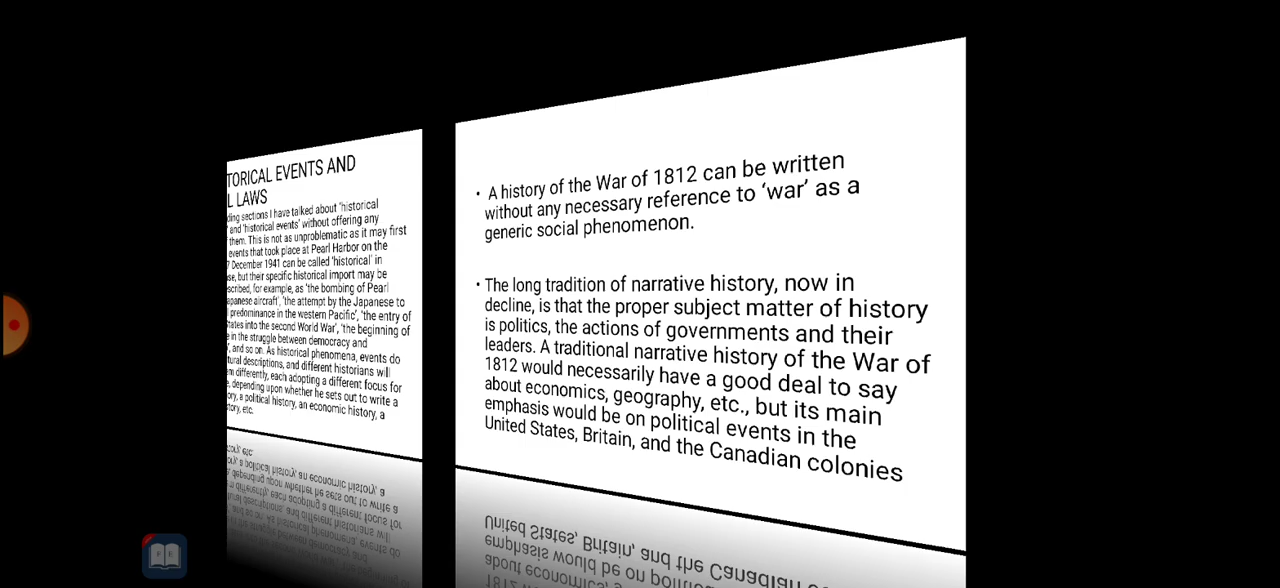 TORICAL EVENTS AND
L LAWS
ding sections I have talked about 'historical
' and 'historical events' without offering any
them. This is not as unproblematic as it may first
events that took place at Pearl Harbor on the
7 December 1941 can be called 'historical' in
se, but their specific historical import may be
scribed, for example, as 'the bombing of Pearl
apanese aircraft', 'the attempt by the Japanese to
predominance in the western Pacific', 'the entry of
tates into the second World War', 'the beginning of
e in the struggle between democracy and
', and so on. As historical phenomena, events do
tural descriptions, and different historians will
m differently, each adopting a different focus for
e, depending upon whether he sets out to write a
ory, a political history, an economic history, a
story, etc.
• A history of the War of 1812 can be written
without any necessary reference to 'war' as a
generic social phenomenon.
• The long tradition of narrative history, now in
decline, is that the proper subject matter of history
is politics, the actions of governments and their
leaders. A traditional narrative history of the War of
1812 would necessarily have a good deal to say
about economics, geography, etc., but its main
emphasis would be on political events in the
United States, Britain, and the Canadian colonies